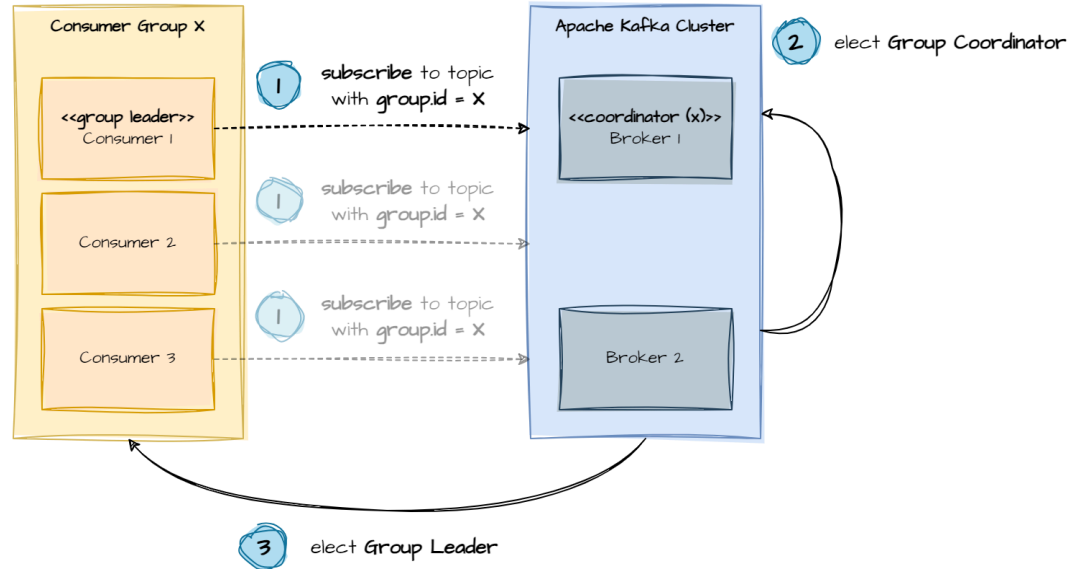 Consumer Group X
Apache Kafka Cluster
2
elect Group Coordinator
1
subscribe to topic
with group.id = X
<<group leader>>
Consumer 1
<<coordinator (x)>>
Broker 1
1
subscribe to topic
with group.id = X
Consumer 2
1
subscribe to topic
with group.id = X
Consumer 3
Broker 2
3
elect Group Leader